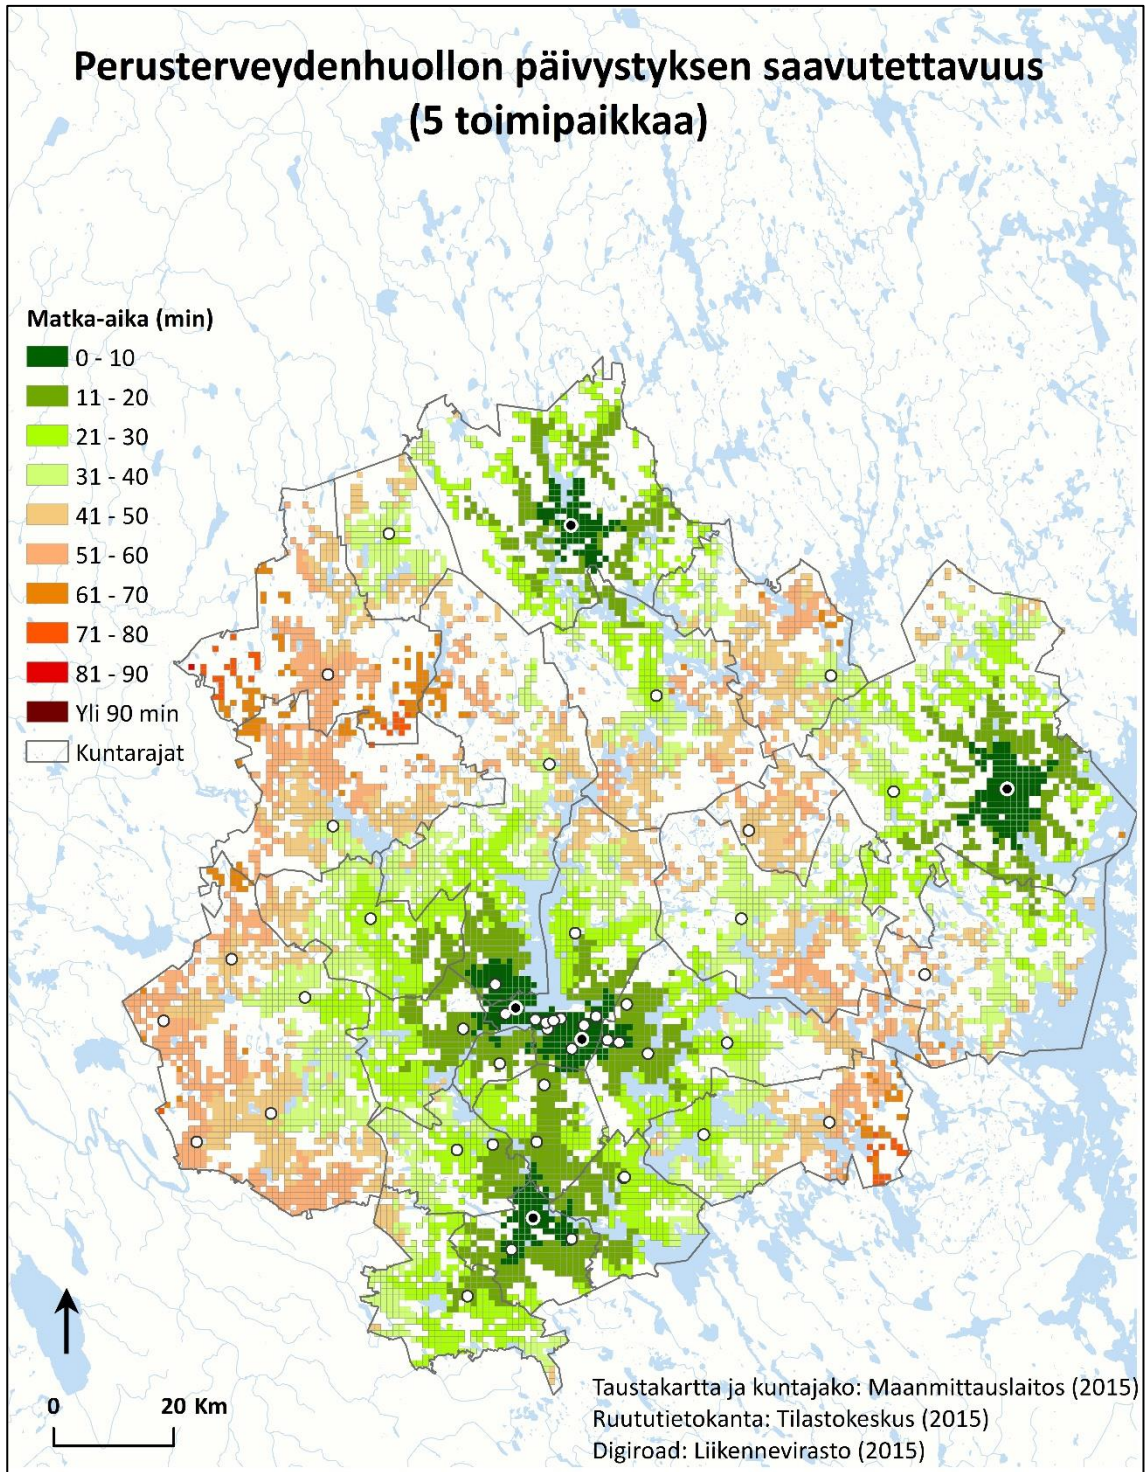 Perusterveydenhuollon päivystyksen saavutettavuus
(5 toimipaikkaa)
Matka-aika (min)
0 - 10
11 - 20
21 - 30
31 - 40
41 - 50
51 - 60
61 - 70
71 - 80
81 - 90
Yli 90 min
Kuntarajat
0 20 Km
Taustakartta ja kuntajako: Maanmittauslaitos (2015)
Ruututietokanta: Tilastokeskus (2015)
Digiroad: Liikennevirasto (2015)